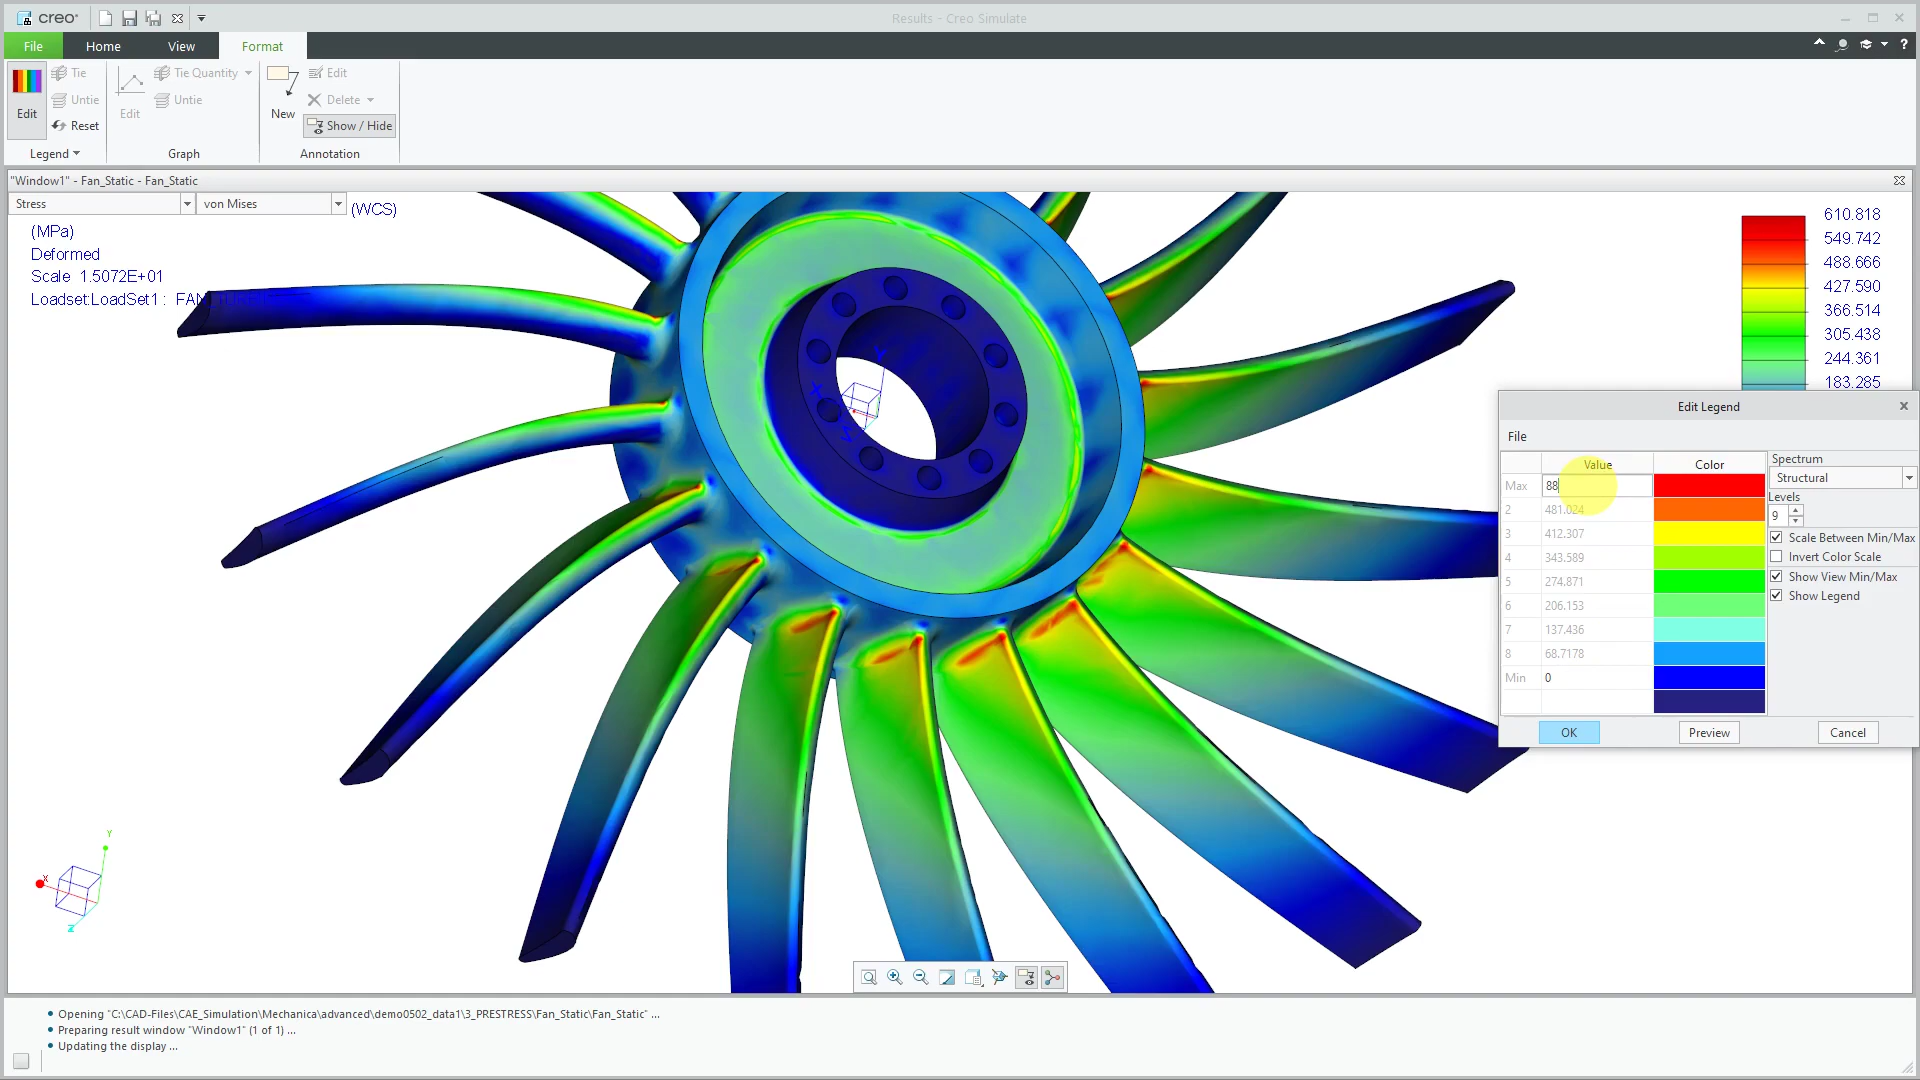 creo®
Results - Creo Simulate
File
Home
View
Format
?
Edit
Tie
Untie
Reset
Legend
Edit
Tie Quantity
Untie
Graph
New
Edit
Delete
Show / Hide
Annotation
"Window1" - Fan_Static - Fan_Static
Stress
von Mises
(WCS)
(MPa)
Deformed
Scale 1.5072E+01
Loadset:LoadSet1 :
610.818
549.742
488.666
427.590
366.514
305.438
244.361
183.285
Edit Legend
File
Value
Color
Spectrum
Structural
Levels
9
Scale Between Min/Max
Invert Color Scale
Show View Min/Max
Show Legend
Max
88
2
481.024
3
412.307
4
343.589
5
274.871
6
206.153
7
137.436
8
68.7178
Min
0
OK
Preview
Cancel
Y
X
Z
• Opening "C:\CAD-Files\CAE_Simulation\Mechanica\advanced\demo0502_data1\3_PRESTRESS\Fan_Static\Fan_Static" ...
• Preparing result window "Window1" (1 of 1) ...
• Updating the display ...